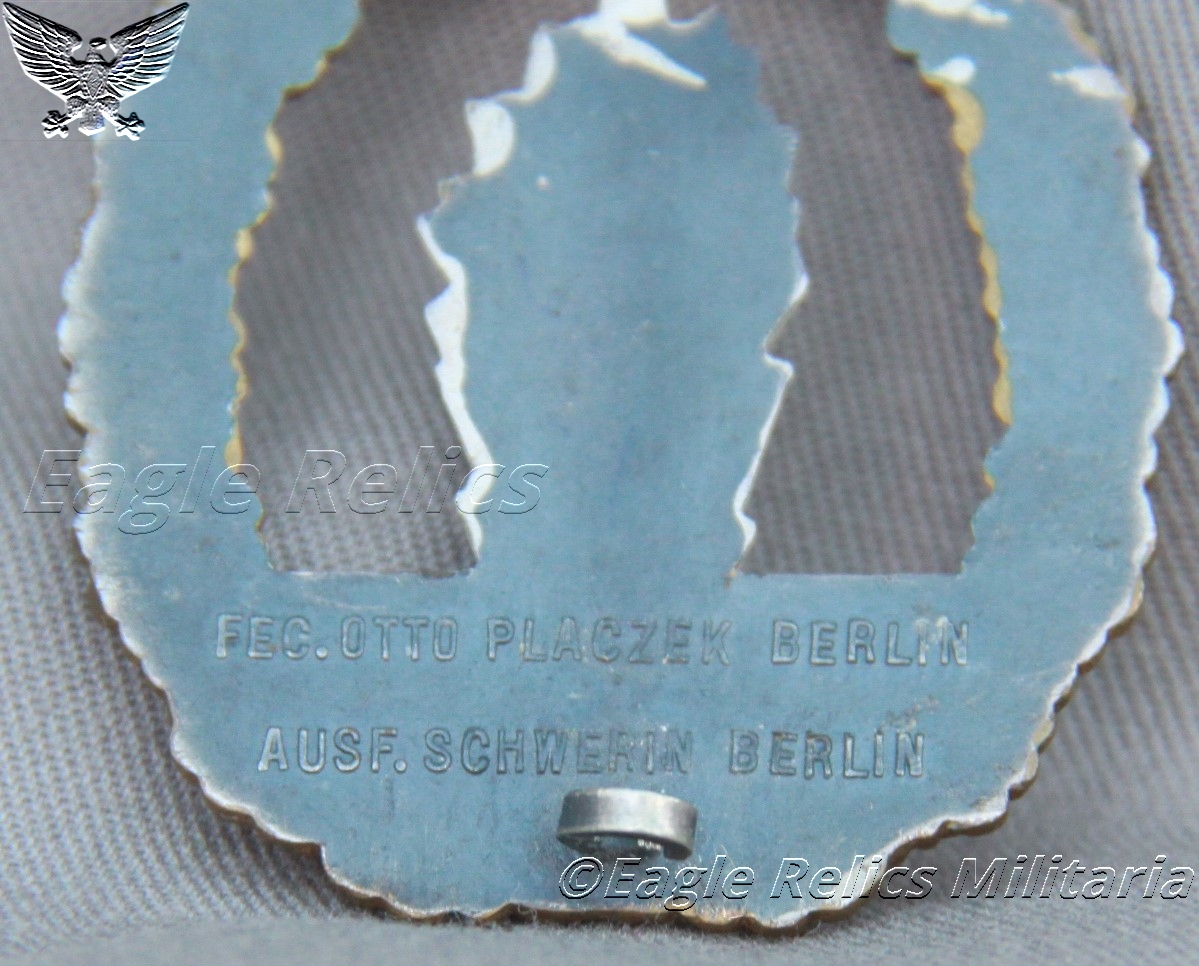 Eagle Relics
FEC. OTTO PLACZEK BERLIN
AUSF. SCHWERIN BERLIN
©Eagle Relics Militaria